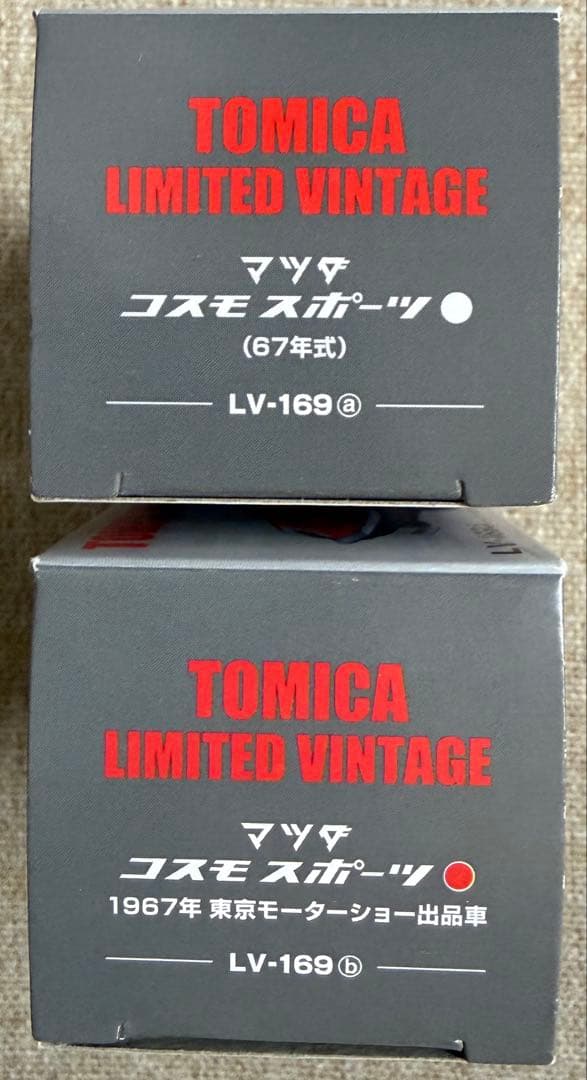 TOMICA
LIMITED VINTAGE
マツダ
コスモ スポーツ
(67年式)
LV-169ⓐ
TOMICA
LIMITED VINTAGE
マツダ
コスモ スポーツ
1967年 東京モーターショー出品車
LV-169ⓑ